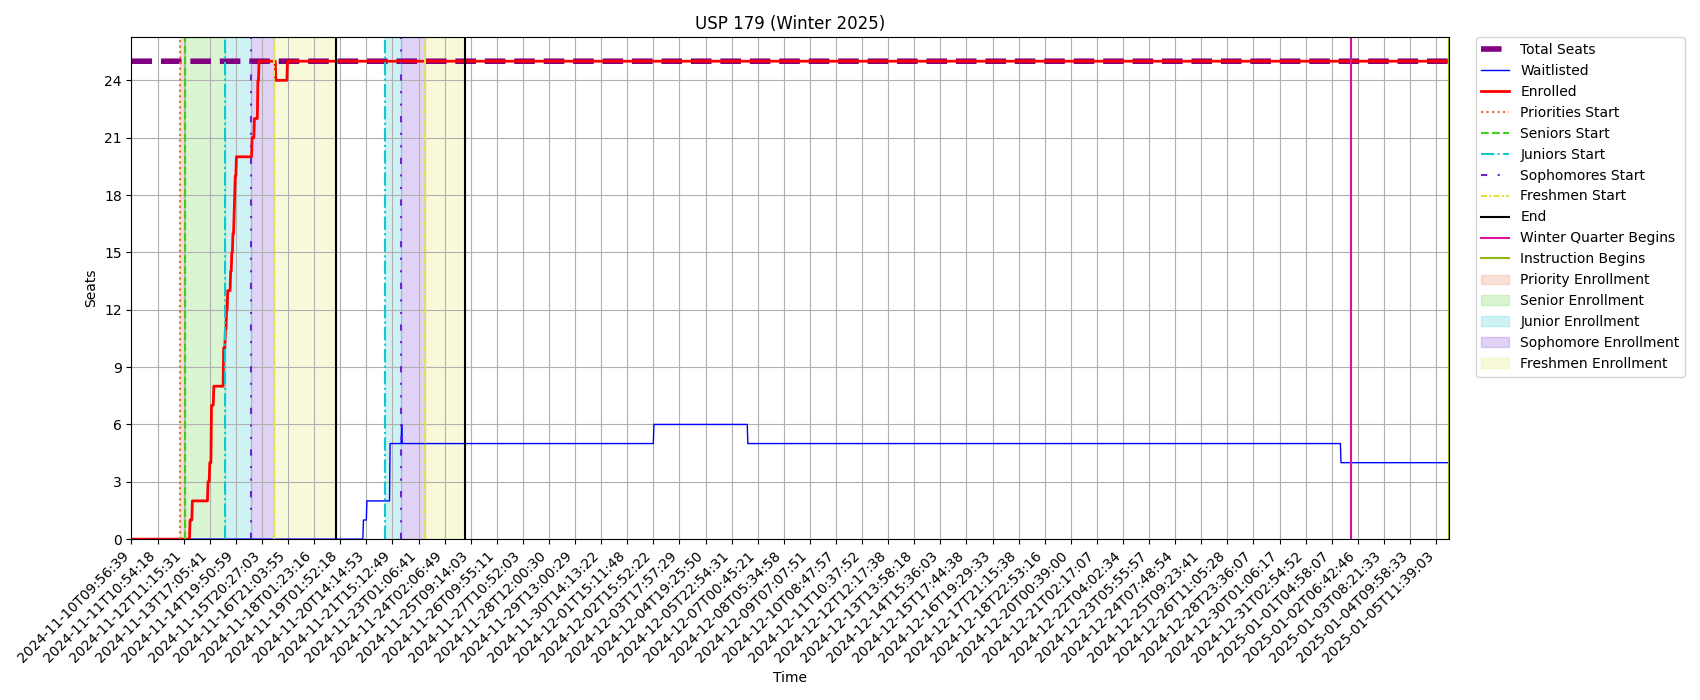 USP 179 (Winter 2025)
Seats
24
21
18
15
12
9
6
3
0
2024-11-10T09:56:39
2024-11-11T10:54:18
2024-11-12T11:15:31
2024-11-13T17:05:41
2024-11-14T19:50:59
2024-11-15T20:27:03
2024-11-16T21:03:55
2024-11-18T01:23:16
2024-11-19T01:52:18
2024-11-20T14:14:53
2024-11-21T15:12:49
2024-11-23T01:06:41
2024-11-24T02:06:49
2024-11-25T09:14:03
2024-11-26T09:55:11
2024-11-27T10:52:03
2024-11-28T12:00:30
2024-11-29T13:00:29
2024-11-30T14:13:22
2024-12-01T15:11:48
2024-12-02T15:52:22
2024-12-03T17:57:29
2024-12-04T19:25:50
2024-12-05T22:54:31
2024-12-07T00:45:21
2024-12-08T05:34:58
2024-12-09T07:07:51
2024-12-10T08:47:57
2024-12-11T10:37:52
2024-12-12T12:17:38
2024-12-13T13:58:18
2024-12-14T15:36:03
2024-12-15T17:44:38
2024-12-16T19:29:33
2024-12-17T21:15:38
2024-12-18T22:53:16
2024-12-20T00:39:00
2024-12-21T02:17:07
2024-12-22T04:02:34
2024-12-23T05:55:57
2024-12-24T07:48:54
2024-12-25T09:23:41
2024-12-26T11:05:28
2024-12-28T23:36:07
2024-12-30T01:06:17
2024-12-31T02:54:52
2025-01-01T04:58:07
2025-01-02T06:42:46
2025-01-03T08:21:33
2025-01-04T09:58:33
2025-01-05T11:39:03
Time
Total Seats
Waitlisted
Enrolled
Priorities Start
Seniors Start
Juniors Start
Sophomores Start
Freshmen Start
End
Winter Quarter Begins
Instruction Begins
Priority Enrollment
Senior Enrollment
Junior Enrollment
Sophomore Enrollment
Freshmen Enrollment